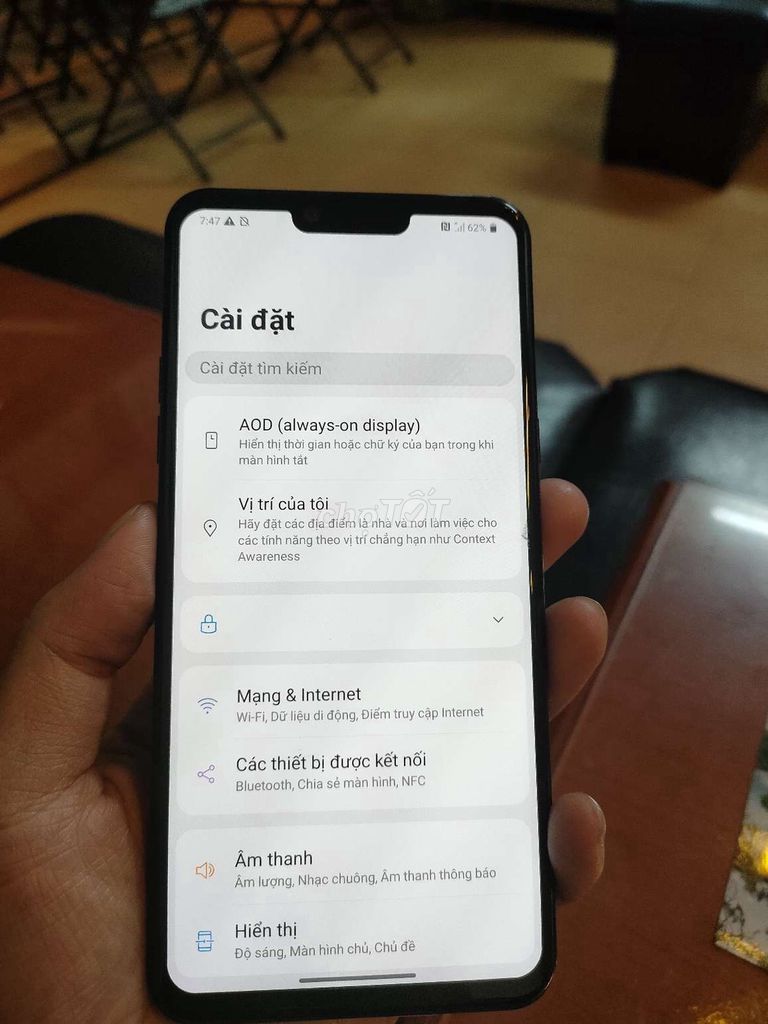 7:47
62%
Cài đặt
Cài đặt tìm kiếm
AOD (always-on display)
Hiển thị thời gian hoặc chữ ký của bạn trong khi
màn hình tắt
Vị trí của tôi
chợTỐT
Hãy đặt các địa điểm là nhà và nơi làm việc cho
các tính năng theo vị trí chẳng hạn như Context
Awareness
Mạng & Internet
Wi-Fi, Dữ liệu di động, Điểm truy cập Internet
Các thiết bị được kết nối
Bluetooth, Chia sẻ màn hình, NFC
Âm thanh
Âm lượng, Nhạc chuông, Âm thanh thông báo
Hiển thị
Độ sáng, Màn hình chủ, Chủ đề